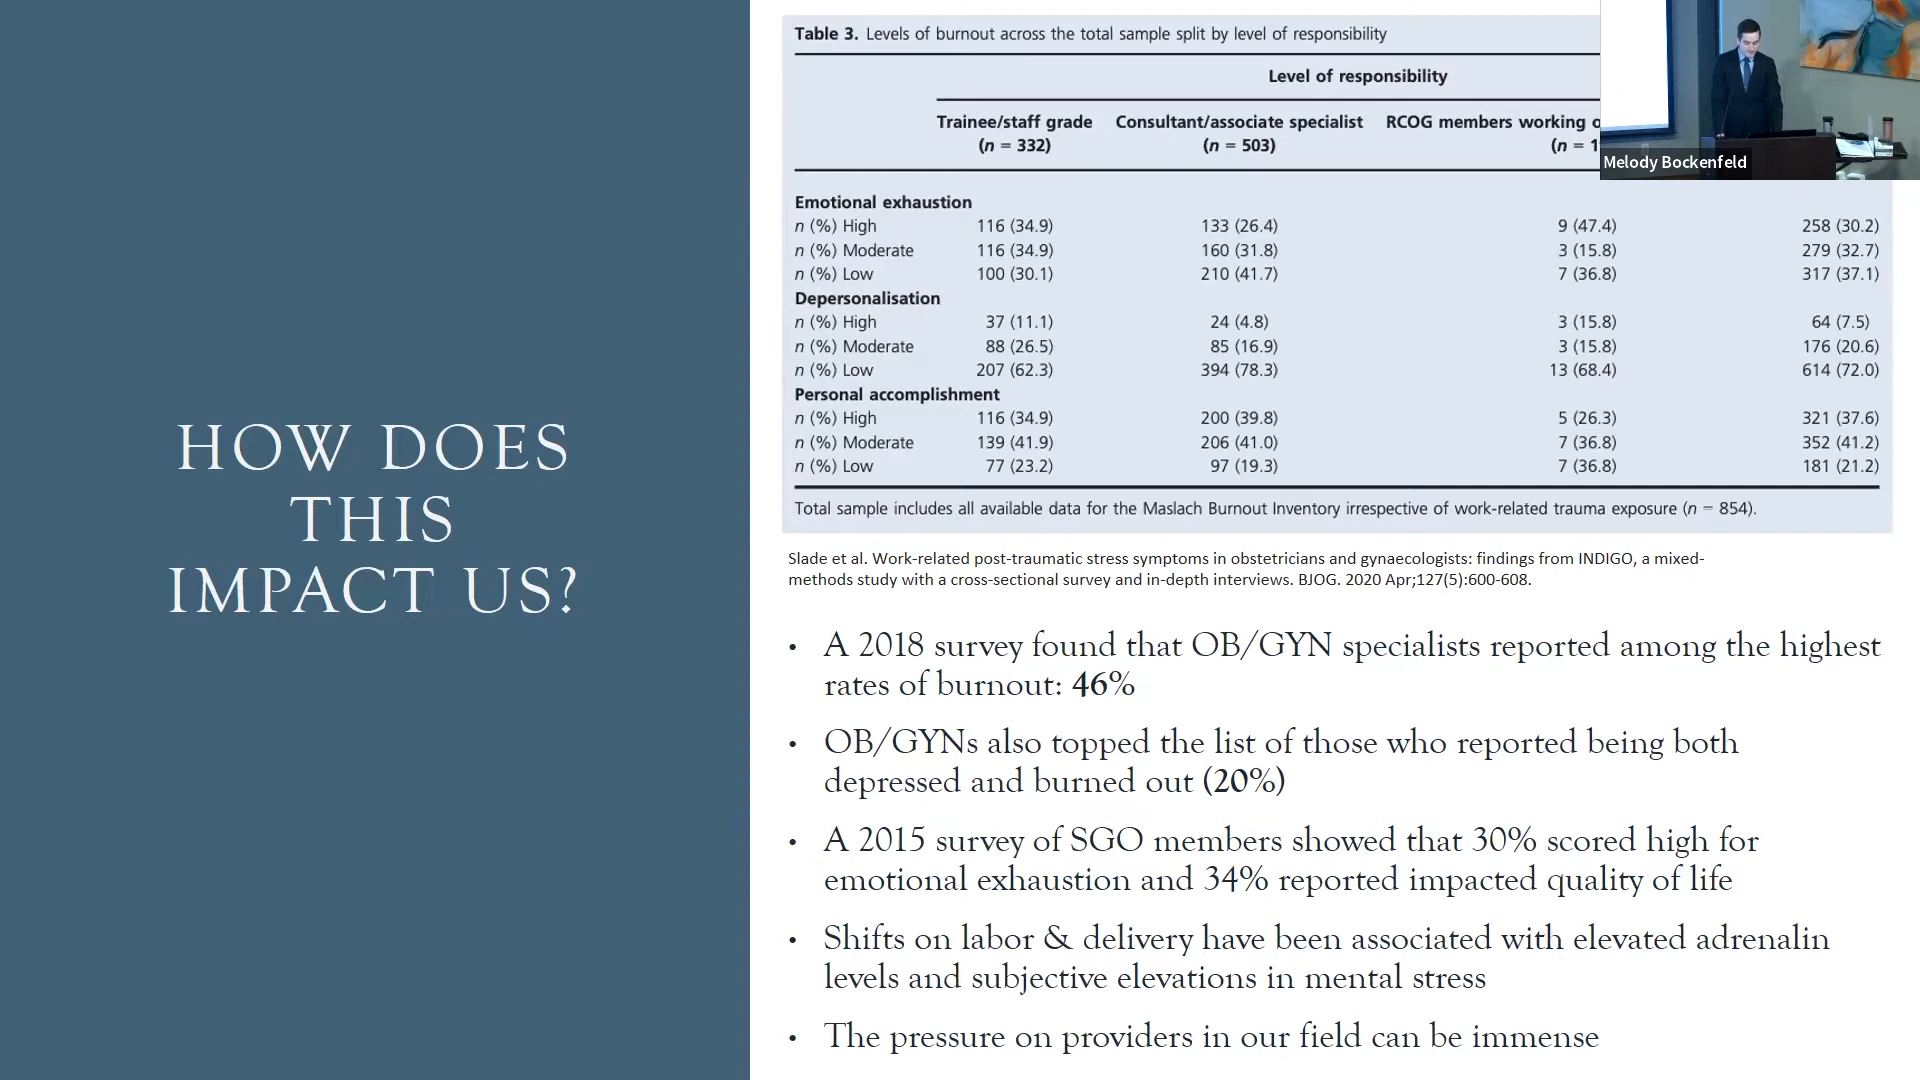 HOW DOES
THIS
IMPACT US?
Table 3. Levels of burnout across the total sample split by level of responsibility
Level of responsibility
Trainee/staff grade Consultant/associate specialist RCOG members working
(n = 332) (n = 503) (n =
Melody Bockenfeld
Emotional exhaustion
n (%) High 116 (34.9) 133 (26.4) 9 (47.4) 258 (30.2)
n (%) Moderate 116 (34.9) 160 (31.8) 3 (15.8) 279 (32.7)
n (%) Low 100 (30.1) 210 (41.7) 7 (36.8) 317 (37.1)
Depersonalisation
n (%) High 37 (11.1) 24 (4.8) 3 (15.8) 64 (7.5)
n (%) Moderate 88 (26.5) 85 (16.9) 3 (15.8) 176 (20.6)
n (%) Low 207 (62.3) 394 (78.3) 13 (68.4) 614 (72.0)
Personal accomplishment
n (%) High 116 (34.9) 200 (39.8) 5 (26.3) 321 (37.6)
n (%) Moderate 139 (41.9) 206 (41.0) 7 (36.8) 352 (41.2)
n (%) Low 77 (23.2) 97 (19.3) 7 (36.8) 181 (21.2)
Total sample includes all available data for the Maslach Burnout Inventory irrespective of work-related trauma exposure (n = 854).
Slade et al. Work-related post-traumatic stress symptoms in obstetricians and gynaecologists: findings from INDIGO, a mixed-
methods study with a cross-sectional survey and in-depth interviews. BJOG. 2020 Apr;127(5):600-608.
• A 2018 survey found that OB/GYN specialists reported among the highest
rates of burnout: 46%
• OB/GYNs also topped the list of those who reported being both
depressed and burned out (20%)
• A 2015 survey of SGO members showed that 30% scored high for
emotional exhaustion and 34% reported impacted quality of life
• Shifts on labor & delivery have been associated with elevated adrenalin
levels and subjective elevations in mental stress
• The pressure on providers in our field can be immense